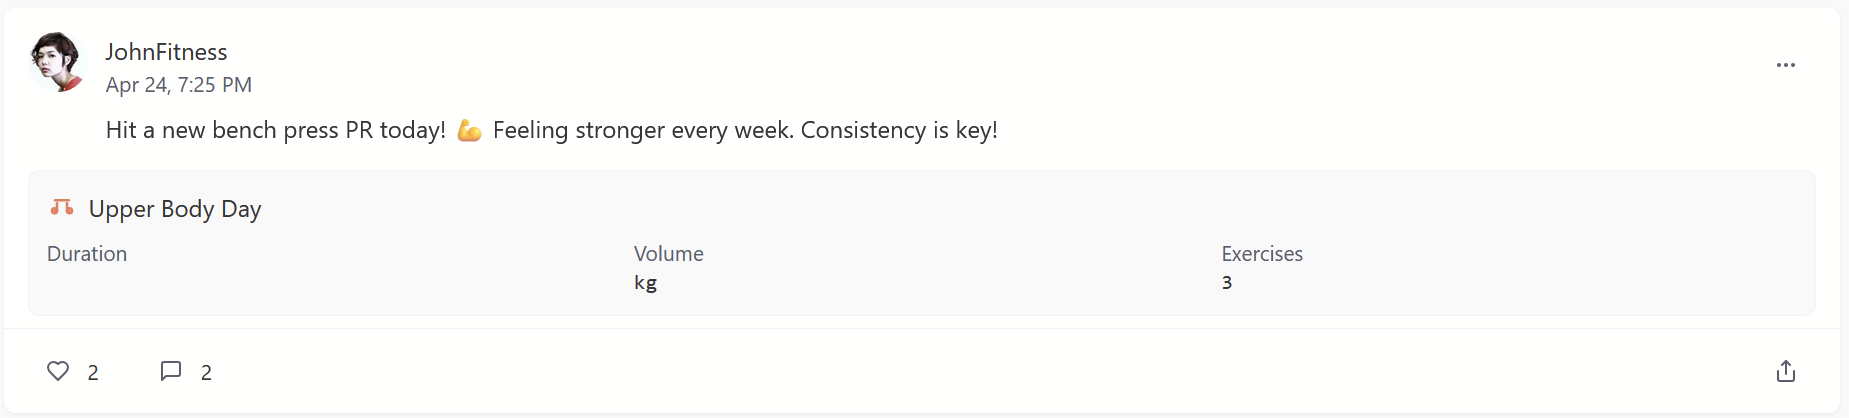 JohnFitness
Apr 24, 7:25 PM
Hit a new bench press PR today! 💪 Feeling stronger every week. Consistency is key!
Upper Body Day
Duration Volume Exercises
kg 3
2 2